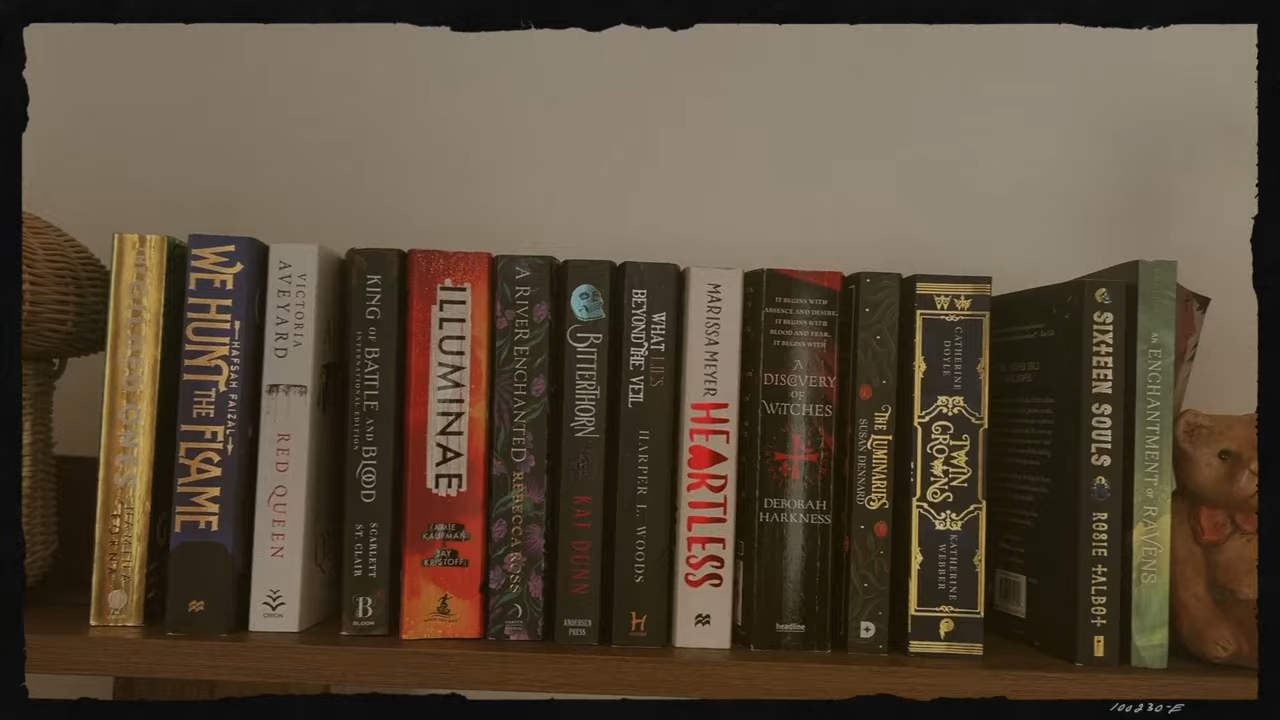 WE HUNT THE FLAME
HAFSAH FAIZAL
VICTORIA
AVEYARD
RED QUEEN
ORION
KING OF BATTLE AND BLOOD
INTERNATIONAL EDITION
SCARLETT
ST. CLAIR
B
BLOOM
ILLUMINAE
JAMIE
KAUFMAN
JAY
KRISTOFF
A RIVER ENCHANTED REBECCA ROSS
BITTERTHORN
KAT DUNN
ANDERSEN
PRESS
WHAT LIES
BEYOND THE VEIL
HARPER L. WOODS
H
MARISSA MEYER
HEARTLESS
IT BEGINS WITH
ABSENCE AND DESIRE.
IT BEGINS WITH
BLOOD AND FEAR.
IT BEGINS WITH
A
DISCOVERY
OF
WITCHES
DEBORAH
HARKNESS
headline
THE LUMINARIES
SUSAN DENNARD
D
CATHERINE
DOYLE
TWIN
CROWNS
KATHERINE
WEBBER
SIXTEEN SOULS
ROSIE TALBOT
AN ENCHANTMENT OF RAVENS
100230-E